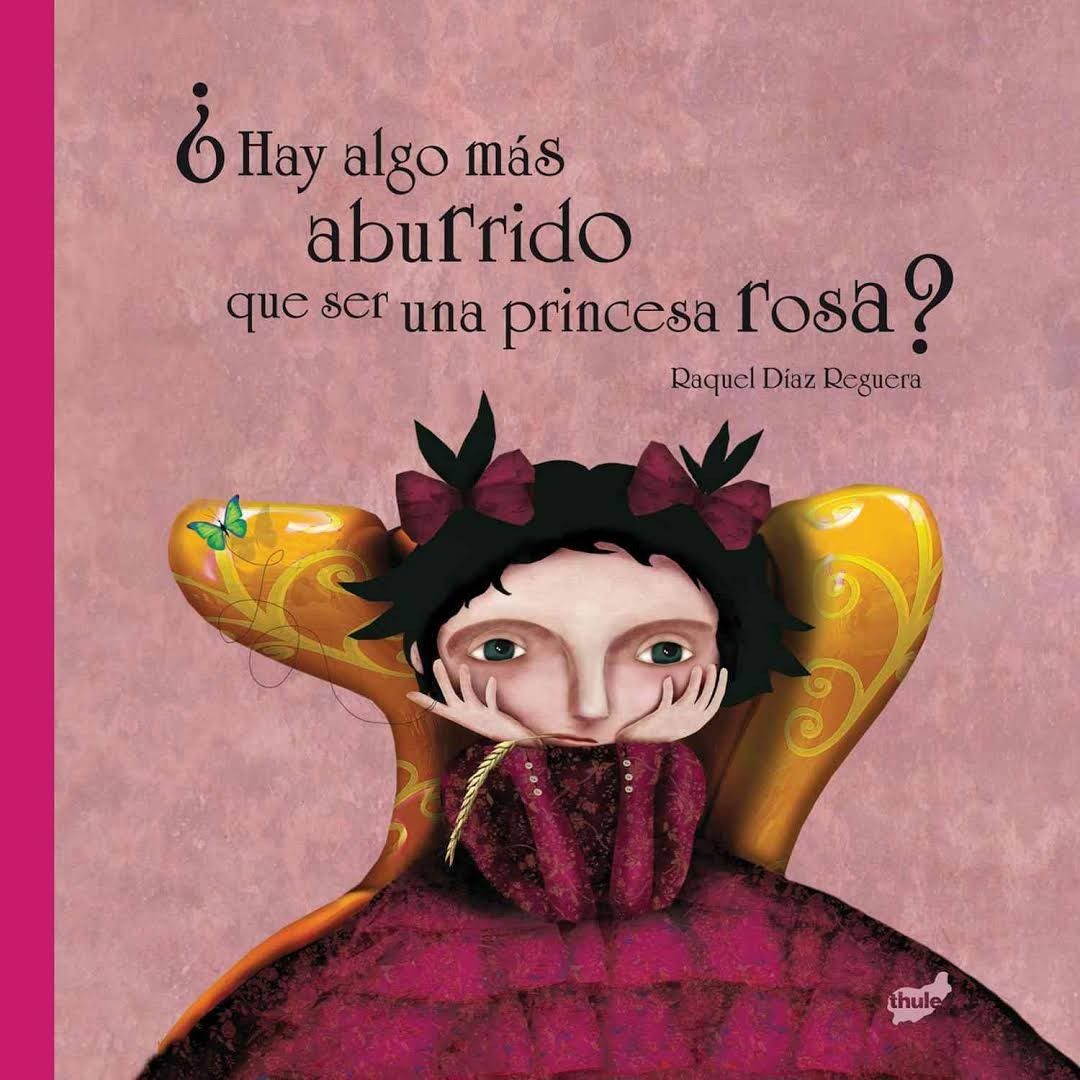 ¿Hay algo más
aburrido
que ser una princesa rosa?
Raquel Díaz Reguera
thule